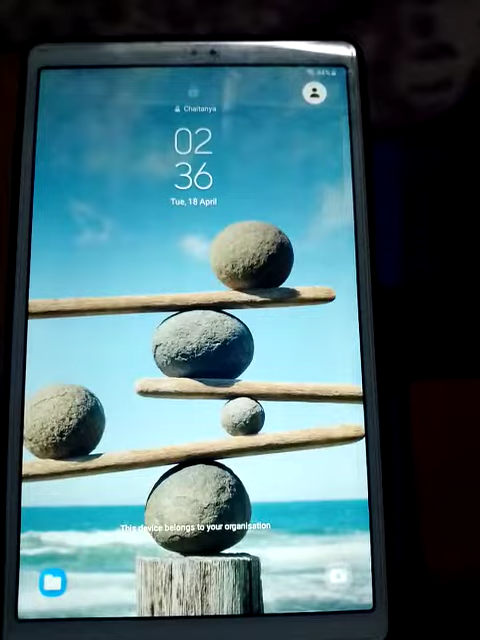 Chaitanya
02
36
Tue, 18 April
This device belongs to your organisation